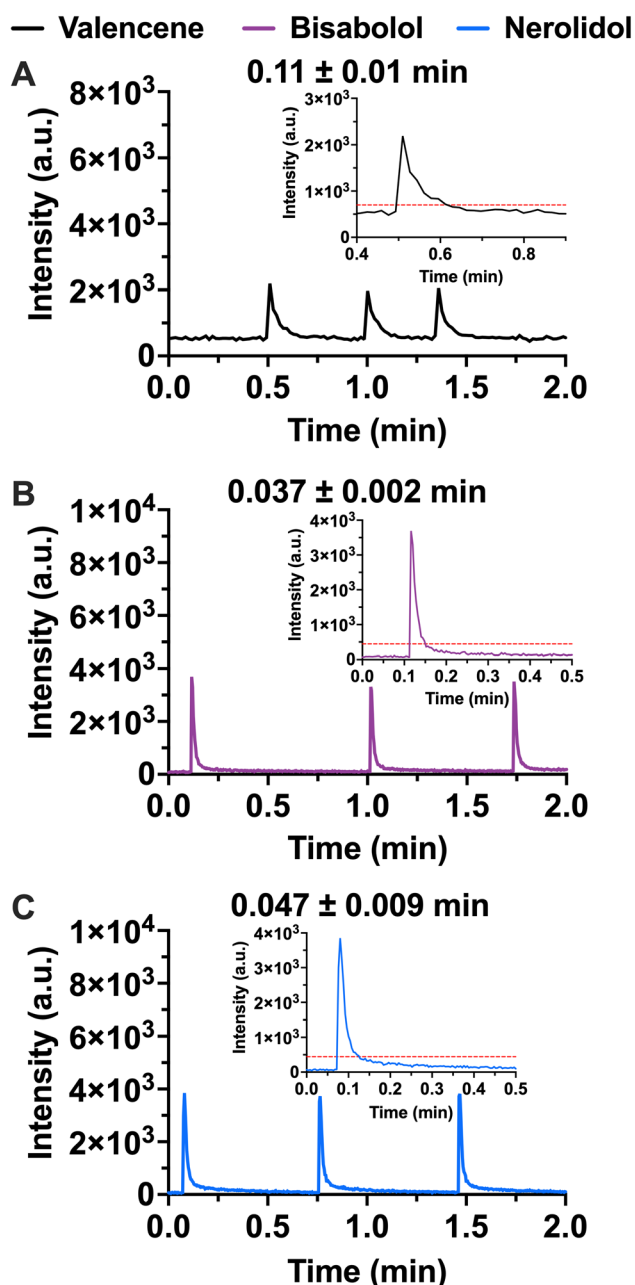 Valencene Bisabolol Nerolidol
A
0.11 ± 0.01 min
Intensity (a.u.)
8×10³
6×10³
4×10³
2×10³
0
0.0 0.5 1.0 1.5 2.0
Time (min)
Intensity (a.u.)
3×10³
2×10³
1×10³
0
0.4 0.6 0.8
Time (min)
B
0.037 ± 0.002 min
Intensity (a.u.)
1×10⁴
8×10³
6×10³
4×10³
2×10³
0
0.0 0.5 1.0 1.5 2.0
Time (min)
Intensity (a.u.)
4×10³
3×10³
2×10³
1×10³
0
0.0 0.1 0.2 0.3 0.4 0.5
Time (min)
C
0.047 ± 0.009 min
Intensity (a.u.)
1×10⁴
8×10³
6×10³
4×10³
2×10³
0
0.0 0.5 1.0 1.5 2.0
Time (min)
Intensity (a.u.)
4×10³
3×10³
2×10³
1×10³
0
0.0 0.1 0.2 0.3 0.4 0.5
Time (min)